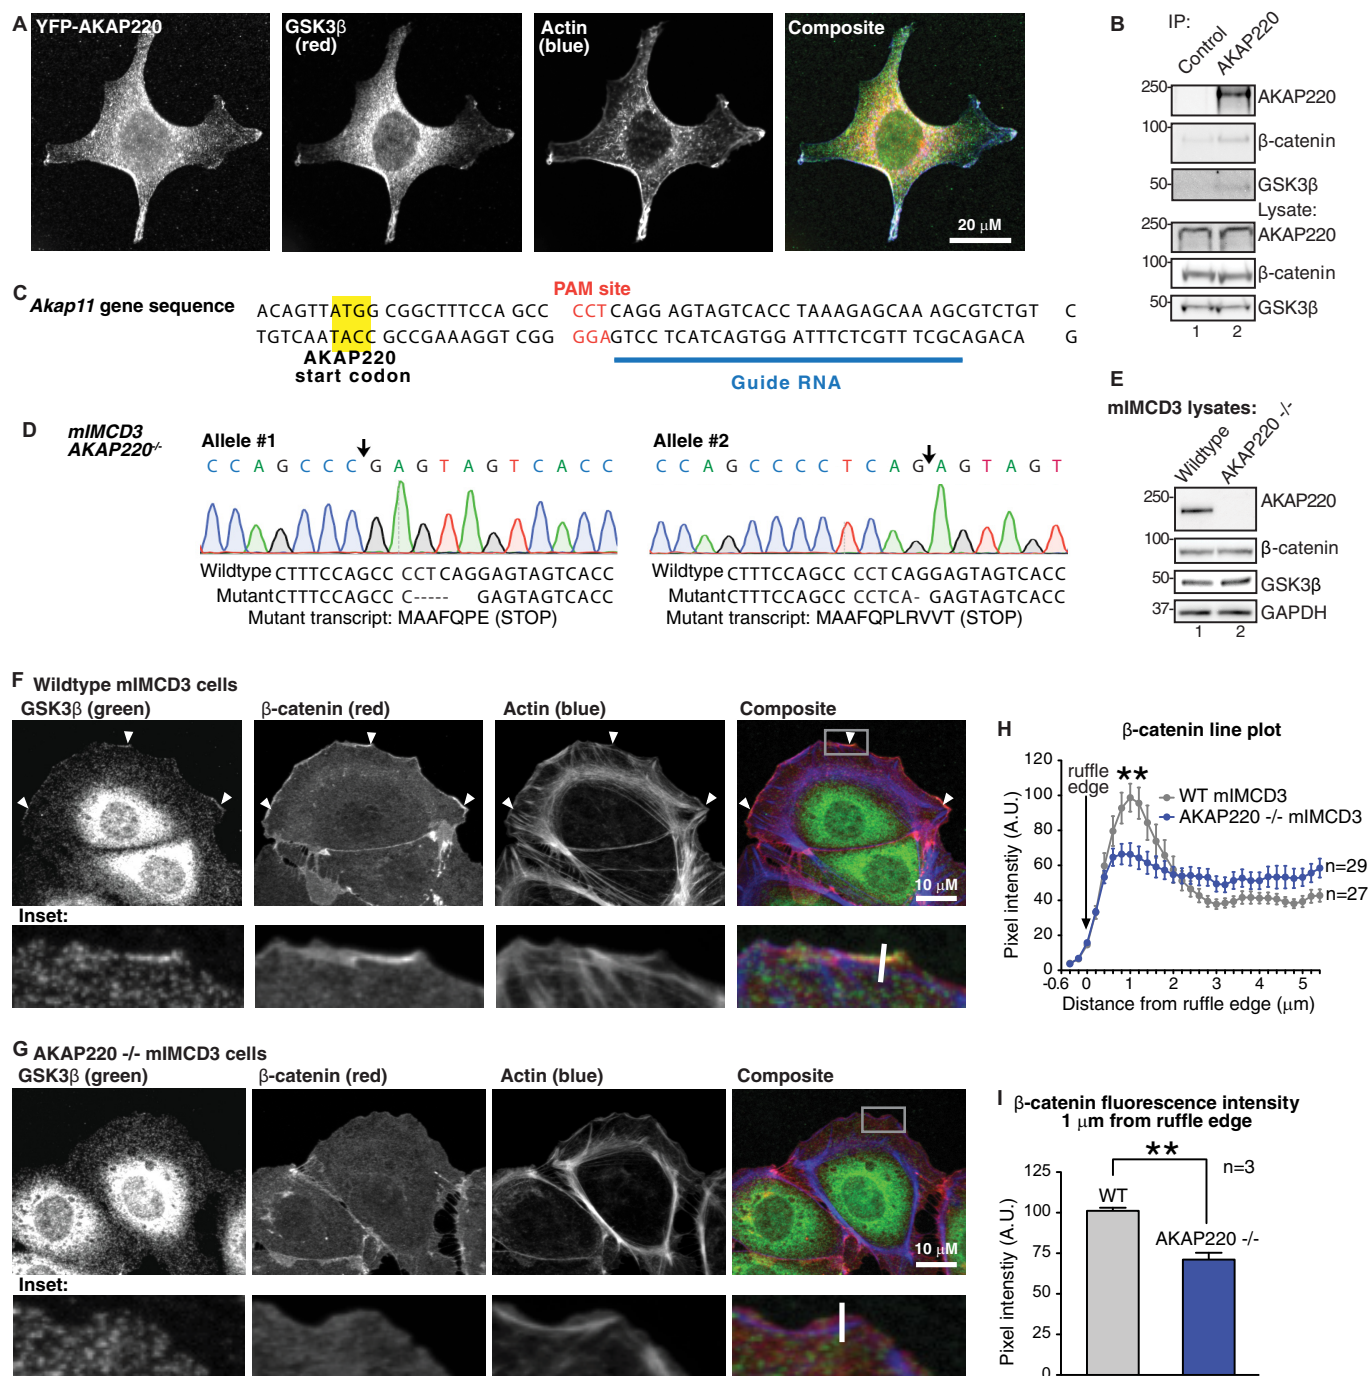 A
YFP-AKAP220
GSK3β
(red)
Actin
(blue)
Composite
20 μM
B
IP:
Control
AKAP220
250
AKAP220
100
β-catenin
50
GSK3β
Lysate:
250
AKAP220
100
β-catenin
50
GSK3β
1 2
C
Akap11 gene sequence
PAM site
ACAGTTATGG CGGCTTTCCA GCC CCT CAGG AGTAGTCACC TAAAGAGCAA AGCGTCTGT C
TGTCAATACC GCCGAAAGGT CGG GGA GTCC TCATCAGTGG ATTTCTCGTT TCGCAGACA G
AKAP220
start codon
Guide RNA
D
mIMCD3
AKAP220-/-
Allele #1
C C A G C C C G A G T A G T C A C C
Wildtype CTTTCCAGCC CCTCAGGAGTAGTCACC
Mutant CTTTCCAGCC C----- GAGTAGTCACC
Mutant transcript: MAAFQPE (STOP)
Allele #2
C C A G C C C C T C A G A G T A G T
Wildtype CTTTCCAGCC CCTCAGGAGTAGTCACC
Mutant CTTTCCAGCC CCTCA- GAGTAGTCACC
Mutant transcript: MAAFQPLRVVT (STOP)
E
mIMCD3 lysates:
Wildtype
AKAP220 -/-
250
AKAP220
100
β-catenin
50
GSK3β
37
GAPDH
1 2
F Wildtype mIMCD3 cells
GSK3β (green)
β-catenin (red)
Actin (blue)
Composite
10 μM
Inset:
G AKAP220 -/- mIMCD3 cells
GSK3β (green)
β-catenin (red)
Actin (blue)
Composite
10 μM
Inset:
H
β-catenin line plot
Pixel intenstiy (A.U.)
120
100
80
60
40
20
0
ruffle
edge
**
WT mIMCD3
AKAP220 -/- mIMCD3
n=29
n=27
-0.6 0 1 2 3 4 5
Distance from ruffle edge (μm)
I
β-catenin fluorescence intensity
1 μm from ruffle edge
Pixel intenstiy (A.U.)
125
100
75
50
25
0
**
n=3
WT
AKAP220 -/-